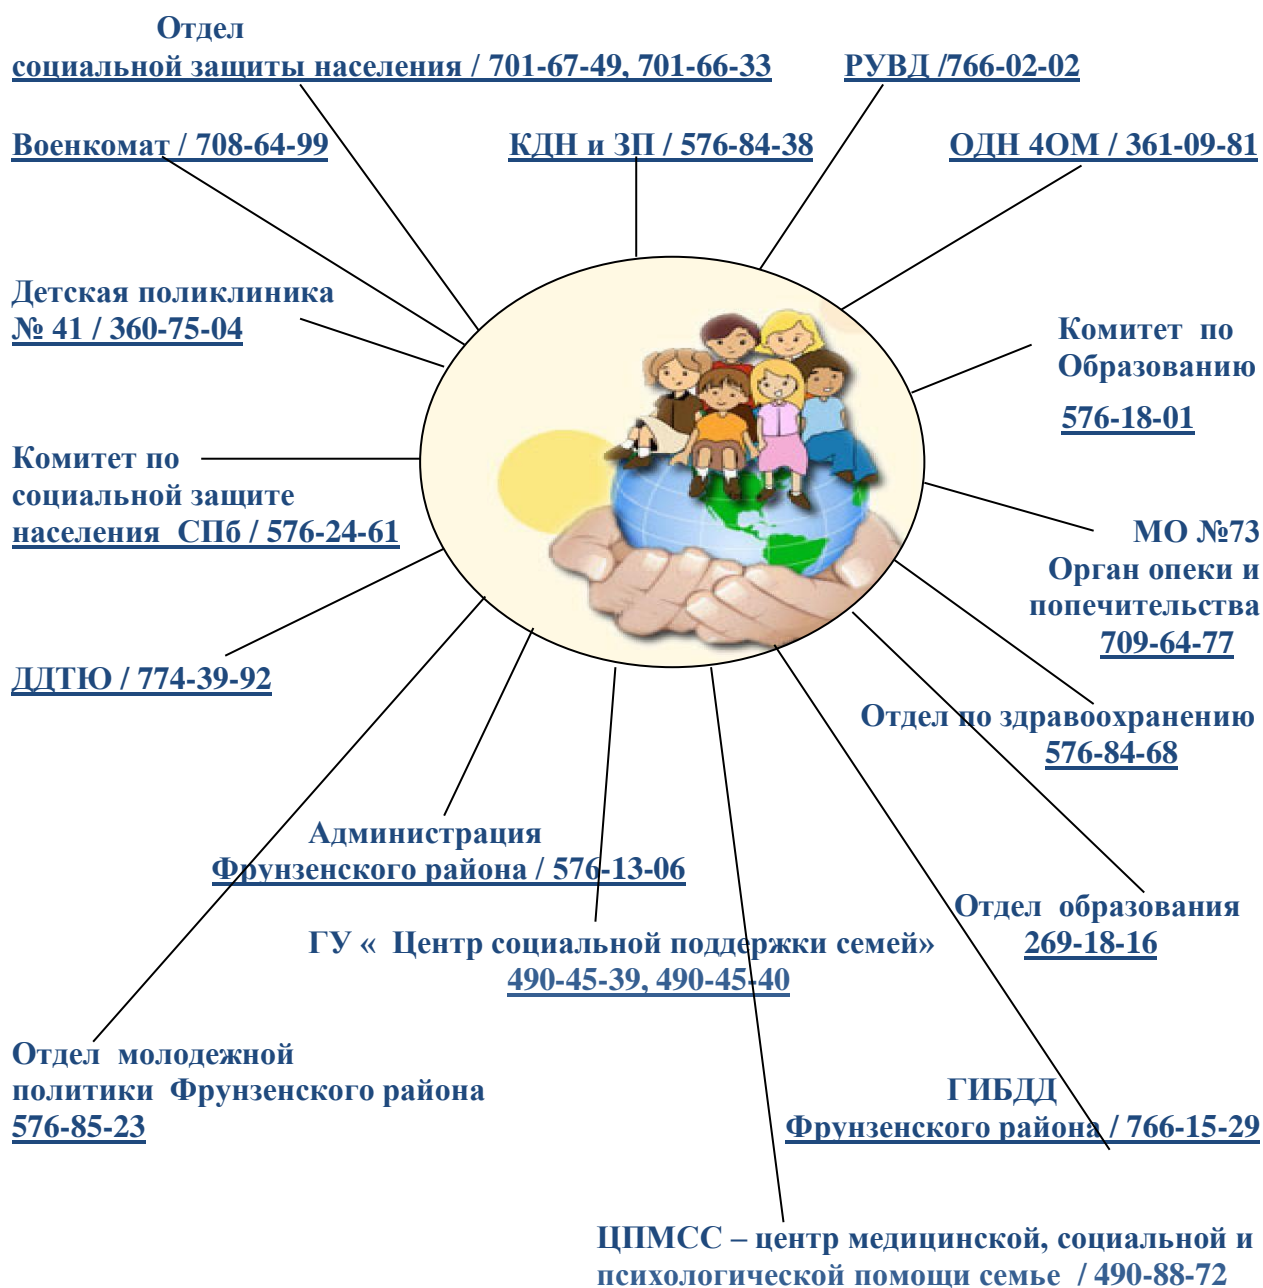 Отдел
социальной защиты населения / 701-67-49, 701-66-33
РУВД /766-02-02
Военкомат / 708-64-99
КДН и ЗП / 576-84-38
ОДН 4ОМ / 361-09-81
Детская поликлиника
№ 41 / 360-75-04
Комитет по
Образованию
576-18-01
Комитет по
социальной защите
населения СПб / 576-24-61
МО №73
Орган опеки и
попечительства
709-64-77
ДДТЮ / 774-39-92
Отдел по здравоохранению
576-84-68
Администрация
Фрунзенского района / 576-13-06
Отдел образования
269-18-16
ГУ « Центр социальной поддержки семей»
490-45-39, 490-45-40
Отдел молодежной
политики Фрунзенского района
576-85-23
ГИБДД
Фрунзенского района / 766-15-29
ЦПМСС – центр медицинской, социальной и
психологической помощи семье / 490-88-72